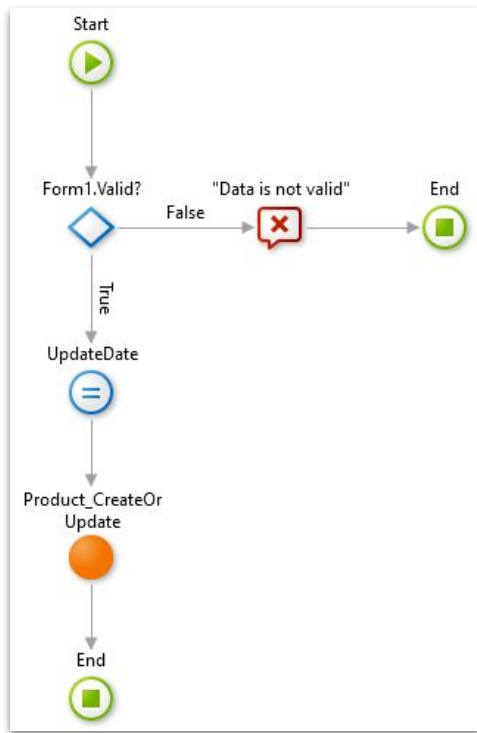 Start
Form1.Valid?
"Data is not valid"
End
False
True
UpdateDate
Product_CreateOr
Update
End